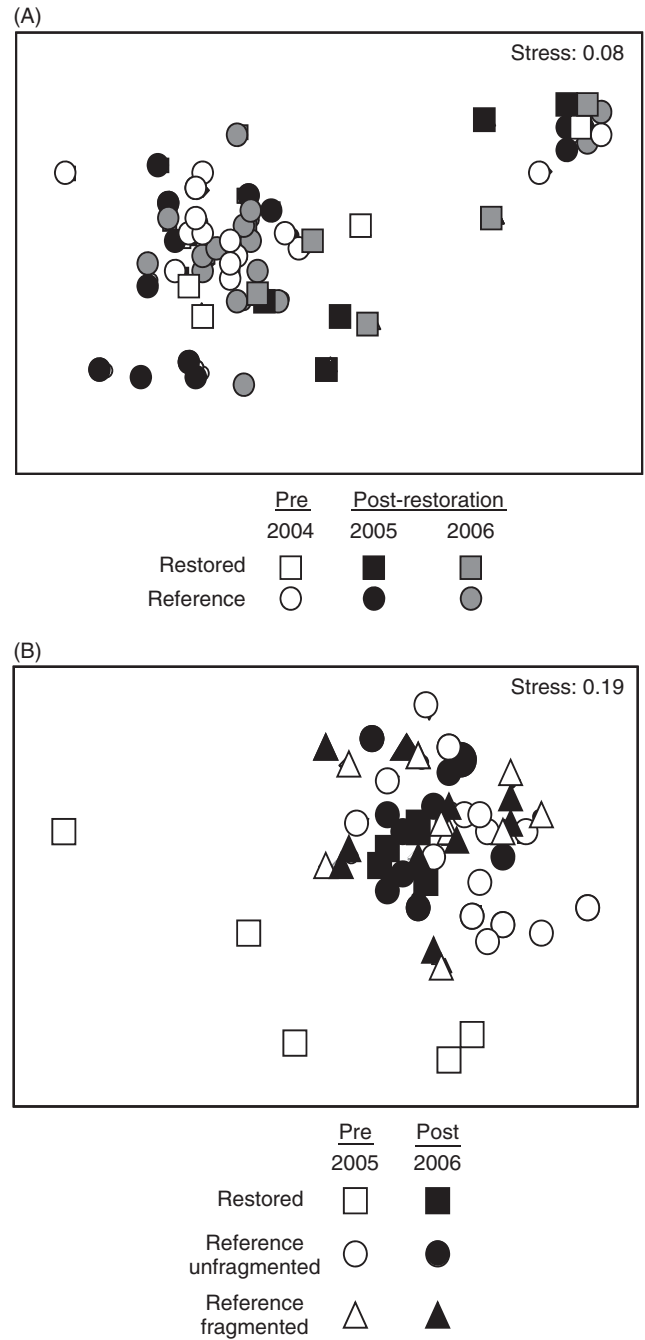 (A)
Stress: 0.08
Pre Post-restoration
2004 2005 2006
Restored
Reference
(B)
Stress: 0.19
Pre Post
2005 2006
Restored
Reference
unfragmented
Reference
fragmented